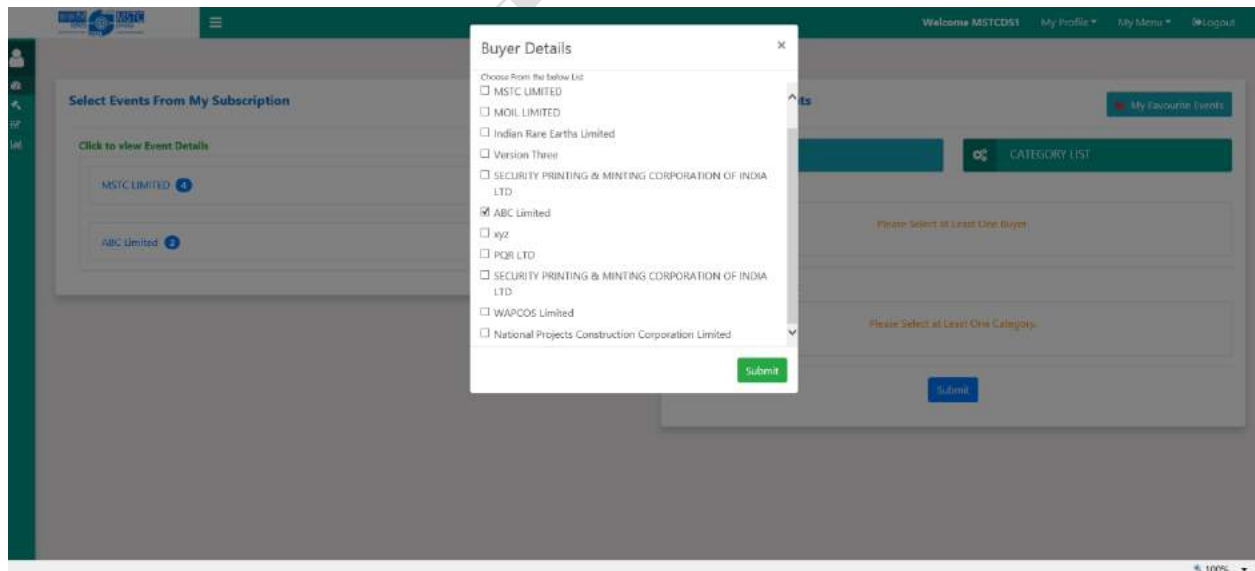 MSTC
Welcome MSTCDS1
My Profile
My Menu
Logout
Buyer Details
×
Choose From the below List
MSTC LIMITED
MOIL LIMITED
Indian Rare Earths Limited
Version Three
SECURITY PRINTING & MINTING CORPORATION OF INDIA
LTD
ABC Limited
xyz
PQR LTD
SECURITY PRINTING & MINTING CORPORATION OF INDIA
LTD
WAPCOS Limited
National Projects Construction Corporation Limited
Submit
Select Events From My Subscription
Click to view Event Details
MSTC LIMITED 4
ABC Limited 2
ts
My Favourite Events
CATEGORY LIST
Please Select at Least One Buyer
Please Select at Least One Category.
Submit
100%